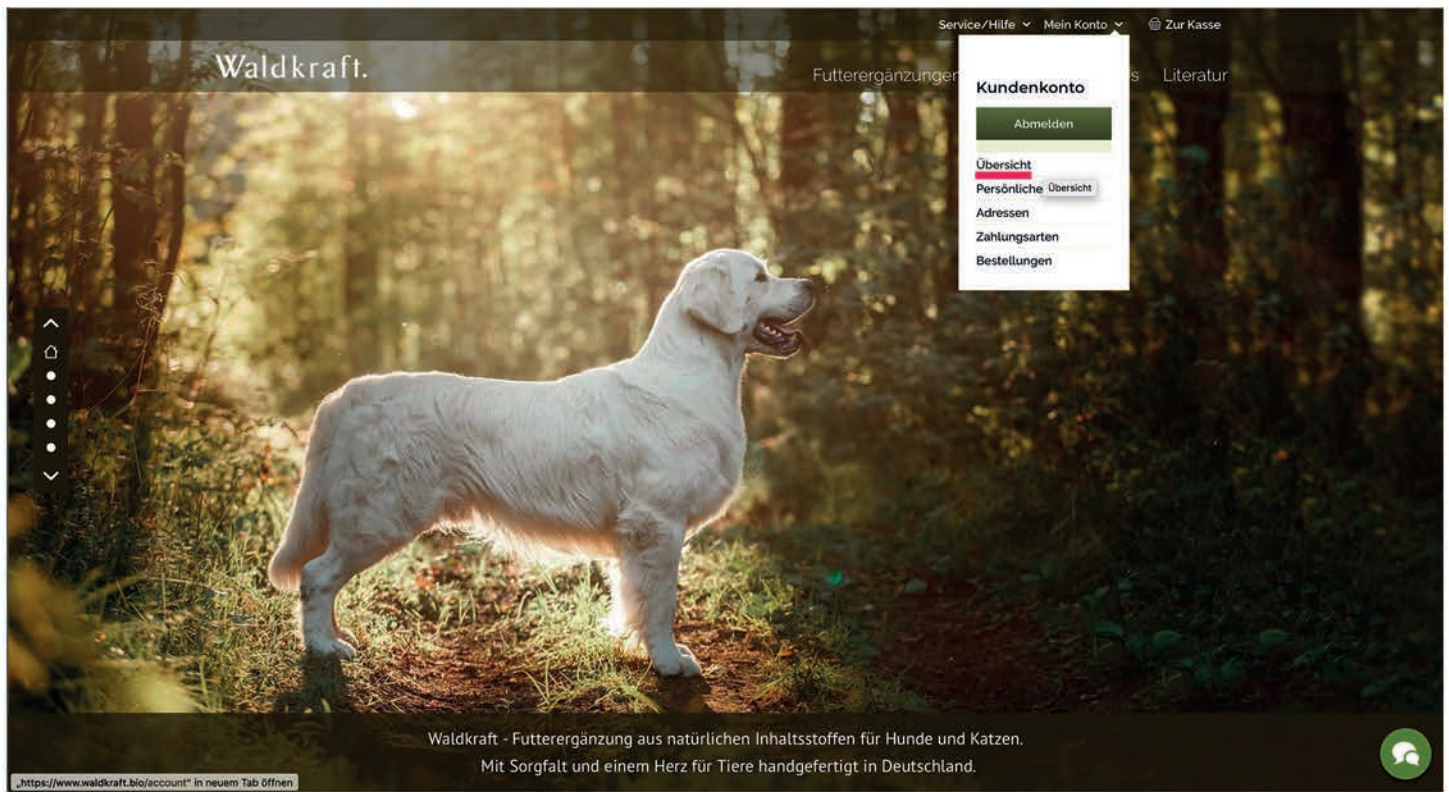 Service/Hilfe Mein Konto Zur Kasse
Waldkraft.
Futterergänzungen s Literatur
Kundenkonto
Abmelden
Übersicht
Persönliche Übersicht
Adressen
Zahlungsarten
Bestellungen
Waldkraft - Futterergänzung aus natürlichen Inhaltsstoffen für Hunde und Katzen.
Mit Sorgfalt und einem Herz für Tiere handgefertigt in Deutschland.
„https://www.waldkraft.bio/account“ in neuem Tab öffnen